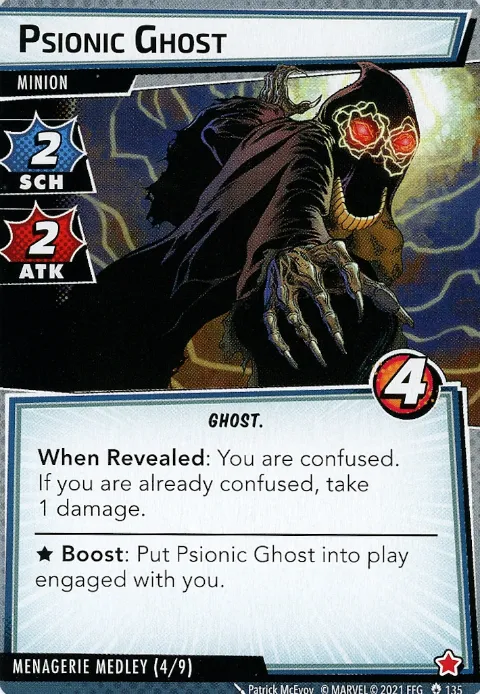 PSIONIC GHOST
MINION
2
SCH
2
ATK
4
GHOST.
When Revealed: You are confused.
If you are already confused, take
1 damage.
★ Boost: Put Psionic Ghost into play
engaged with you.
MENAGERIE MEDLEY (4/9)
Patrick McEvoy © MARVEL © 2021 FFG 135